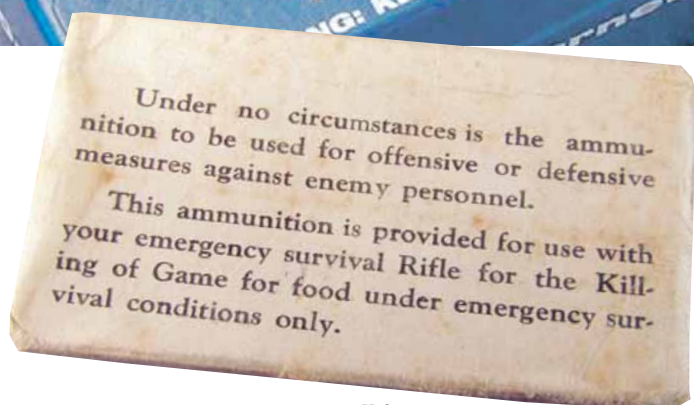 NG: K
Under no circumstances is the ammu-
nition to be used for offensive or defensive
measures against enemy personnel.
This ammunition is provided for use with
your emergency survival Rifle for the Kill-
ing of Game for food under emergency sur-
vival conditions only.